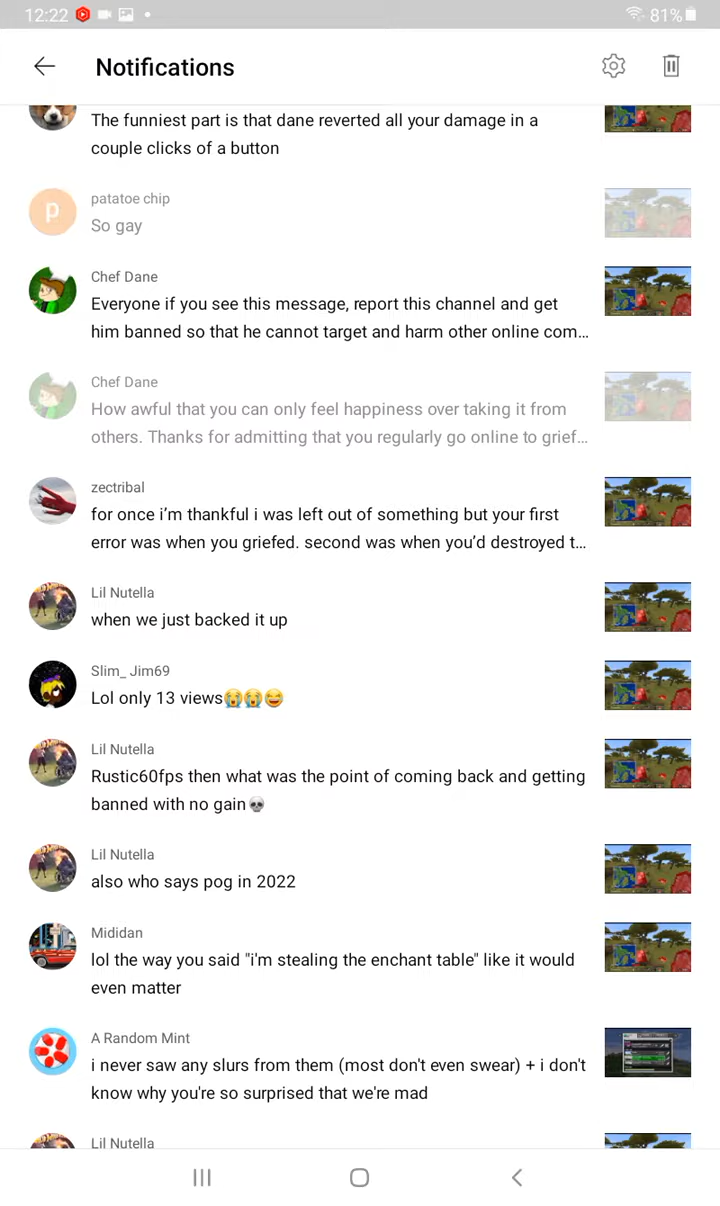 12:22
81%
Notifications
The funniest part is that dane reverted all your damage in a
couple clicks of a button
patatoe chip
P
So gay
Chef Dane
Everyone if you see this message, report this channel and get
him banned so that he cannot target and harm other online com...
Chef Dane
How awful that you can only feel happiness over taking it from
others. Thanks for admitting that you regularly go online to grief...
zectribal
for once i’m thankful i was left out of something but your first
error was when you griefed. second was when you’d destroyed t...
Lil Nutella
when we just backed it up
Slim_ Jim69
Lol only 13 views😭😭😂
Lil Nutella
Rustic60fps then what was the point of coming back and getting
banned with no gain💀
Lil Nutella
also who says pog in 2022
Mididan
lol the way you said "i'm stealing the enchant table" like it would
even matter
A Random Mint
i never saw any slurs from them (most don't even swear) + i don't
know why you're so surprised that we're mad
Lil Nutella